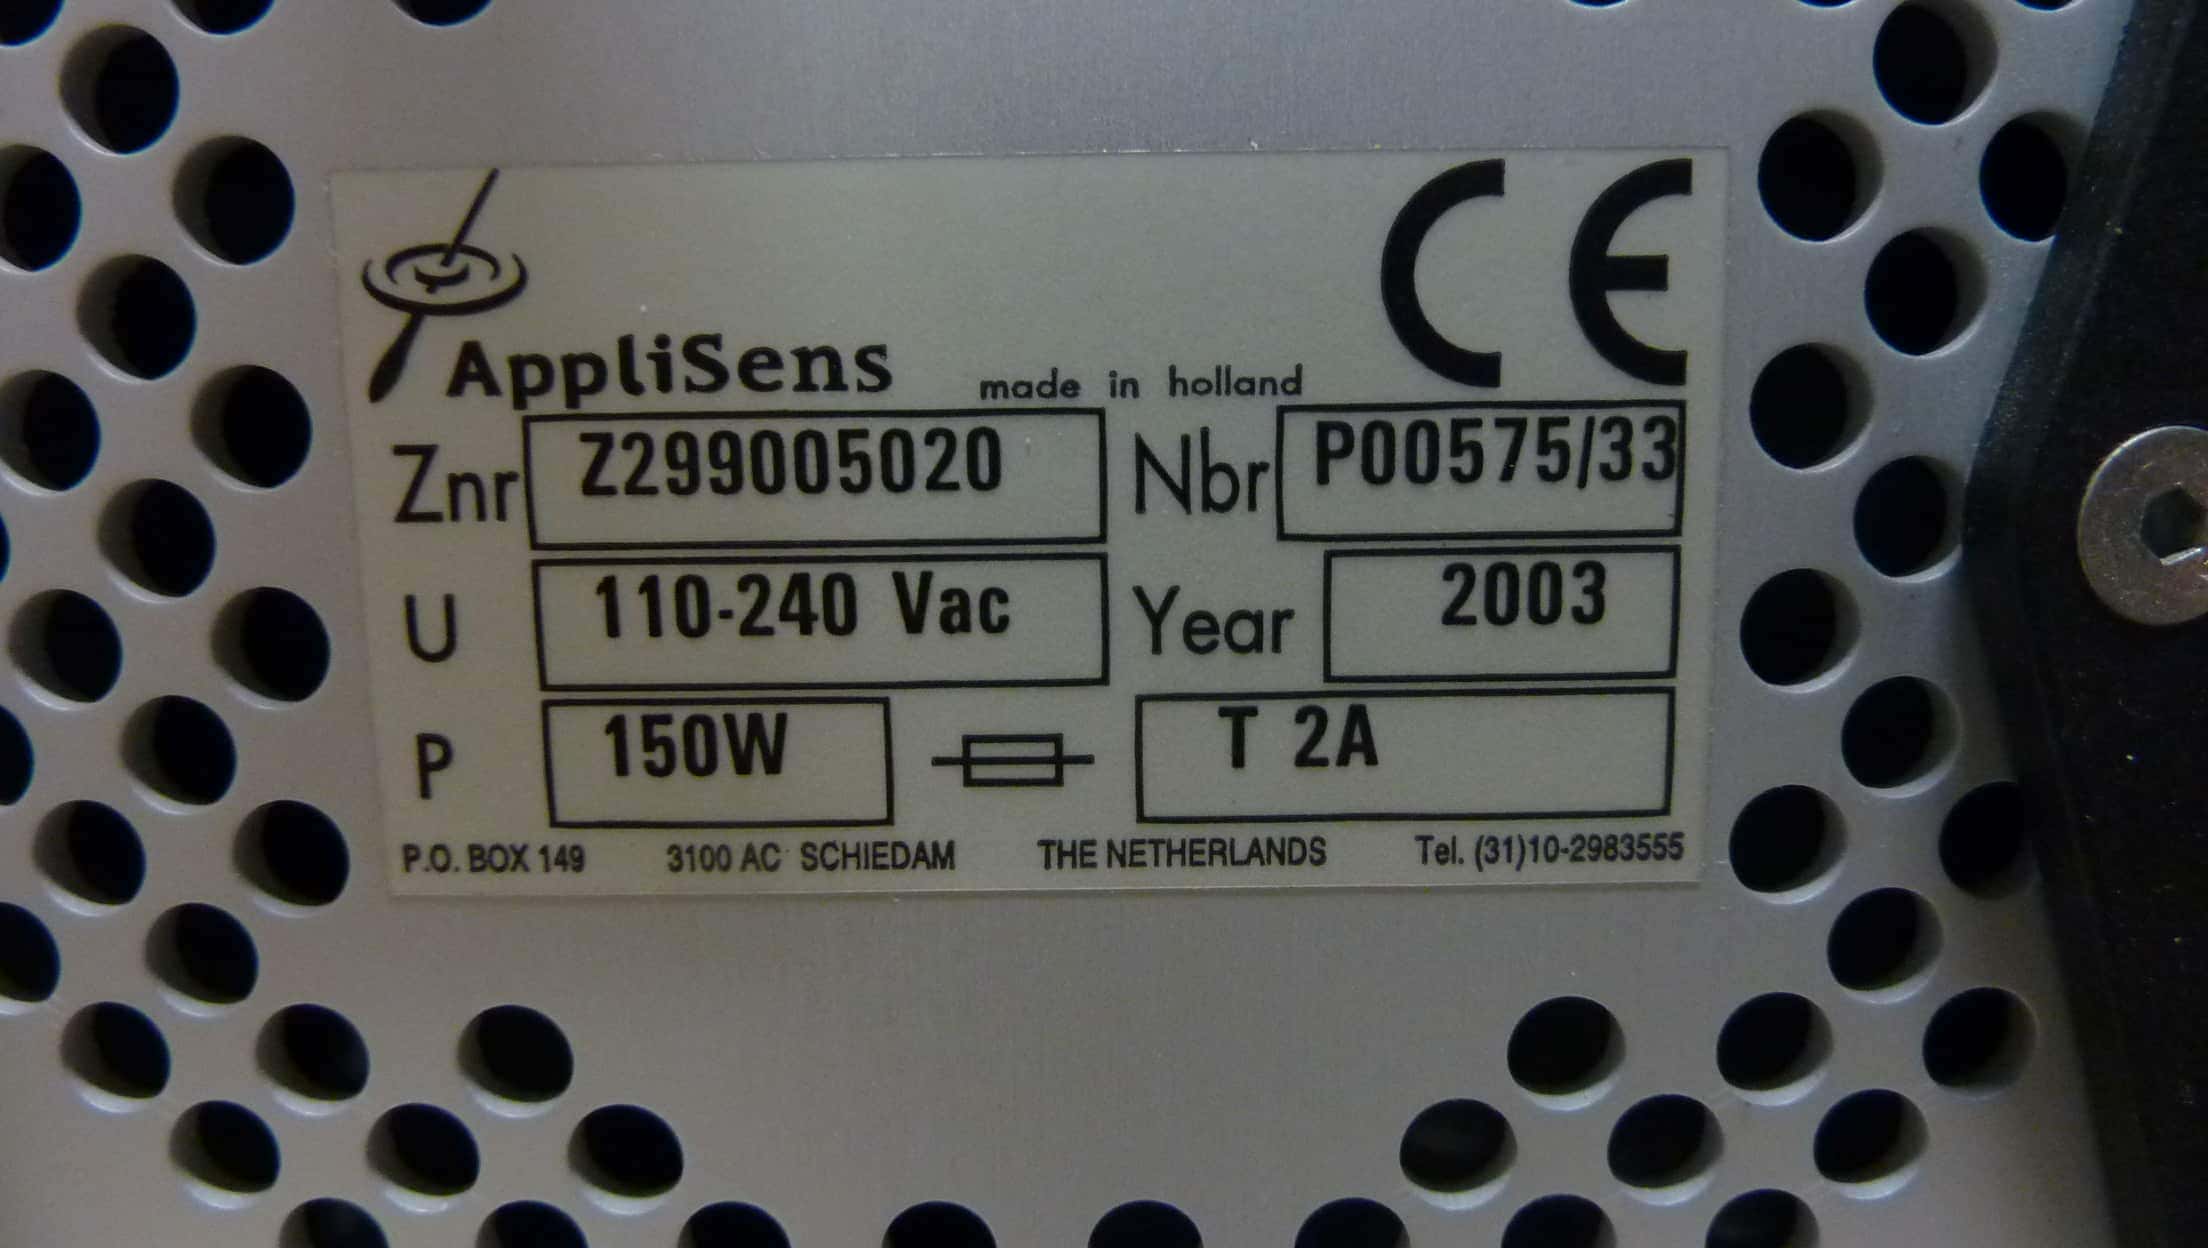 CE
AppliSens made in holland
Znr Z299005020 Nbr P00575/33
U 110-240 Vac Year 2003
P 150W T 2A
P.O. BOX 149 3100 AC SCHIEDAM THE NETHERLANDS Tel. (31)10-2983555